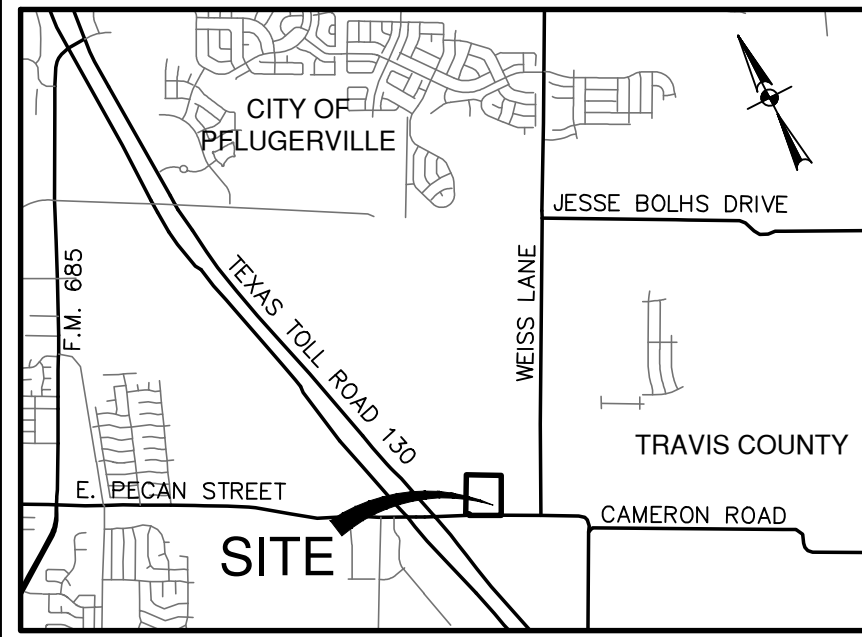 CITY OF
PFLUGERVILLE
JESSE BOLHS DRIVE
F.M. 685
TEXAS TOLL ROAD 130
WEISS LANE
TRAVIS COUNTY
E. PECAN STREET
CAMERON ROAD
SITE